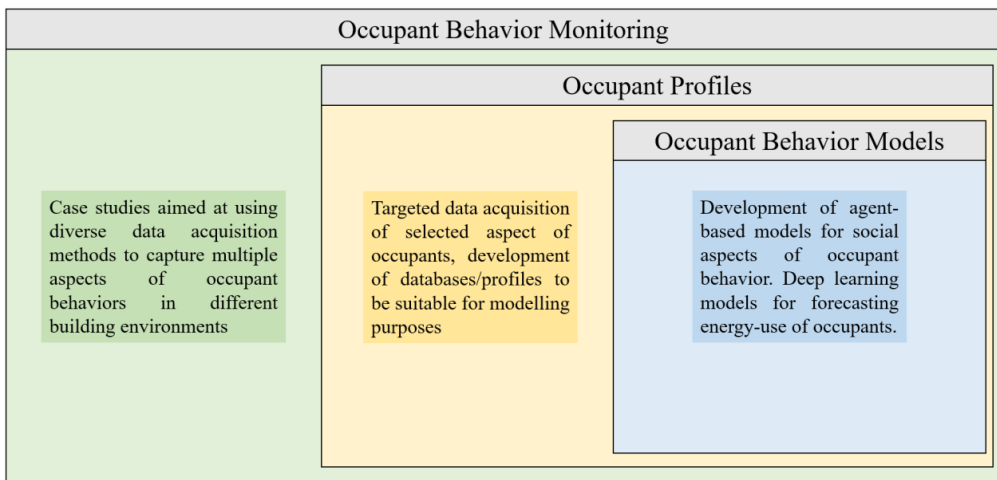 Occupant Behavior Monitoring
Occupant Profiles
Occupant Behavior Models
Case studies aimed at using
diverse data acquisition
methods to capture multiple
aspects of occupant
behaviors in different
building environments
Targeted data acquisition
of selected aspect of
occupants, development
of databases/profiles to
be suitable for modelling
purposes
Development of agent-
based models for social
aspects of occupant
behavior. Deep learning
models for forecasting
energy-use of occupants.